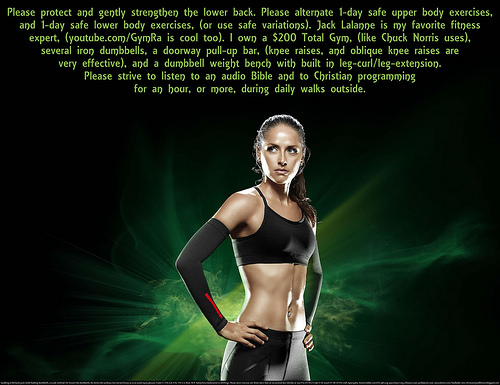 Please protect and gently strengthen the lower back. Please alternate 1-day safe upper body exercises,
and 1-day safe lower body exercises, (or use safe variations). Jack Lalanne is my favorite fitness
expert, (youtube.com/GymRa is cool too). I own a $200 Total Gym, (like Chuck Norris uses),
several iron dumbbells, a doorway pull-up bar, (knee raises, and oblique knee raises are
very effective), and a dumbbell weight bench with built in leg-curl/leg-extension.
Please strive to listen to an audio Bible and to Christian programming
for an hour, or more, during daily walks outside.